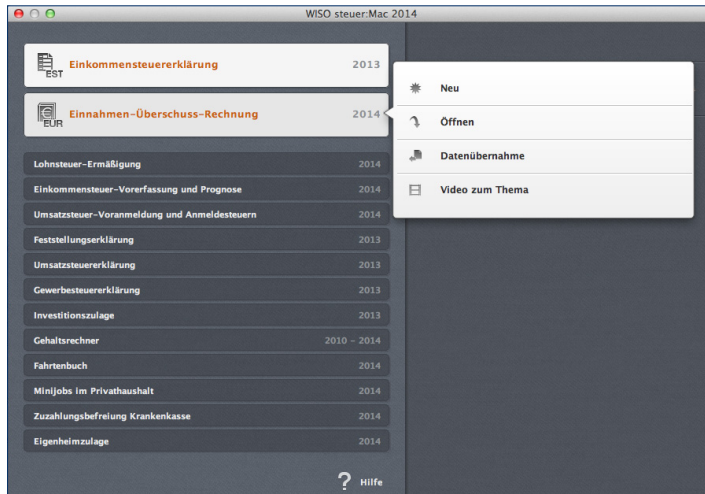 WISO steuer:Mac 2014
EST
Einkommensteuererklärung 2013
EUR
Einnahmen-Überschuss-Rechnung 2014
Neu
Öffnen
Datenübernahme
Video zum Thema
Lohnsteuer-Ermäßigung 2014
Einkommensteuer-Vorerfassung und Prognose 2014
Umsatzsteuer-Voranmeldung und Anmeldesteuern 2014
Feststellungserklärung 2013
Umsatzsteuererklärung 2013
Gewerbesteuererklärung 2013
Investitionszulage 2013
Gehaltsrechner 2010 - 2014
Fahrtenbuch 2014
Minijobs im Privathaushalt 2014
Zuzahlungsbefreiung Krankenkasse 2014
Eigenheimzulage 2014
? Hilfe